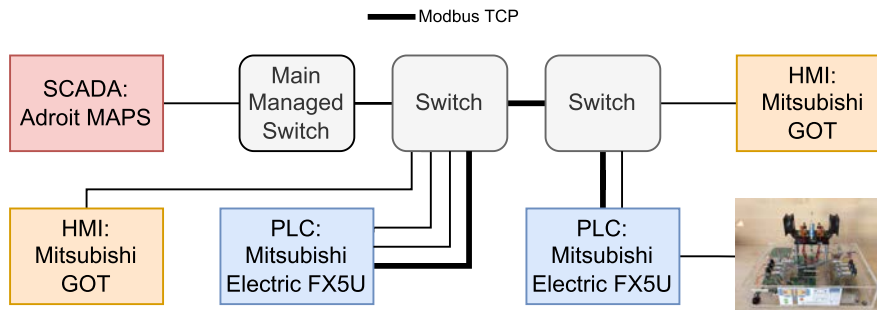 Modbus TCP
SCADA:
Adroit MAPS
Main
Managed
Switch
Switch
Switch
HMI:
Mitsubishi
GOT
HMI:
Mitsubishi
GOT
PLC:
Mitsubishi
Electric FX5U
PLC:
Mitsubishi
Electric FX5U